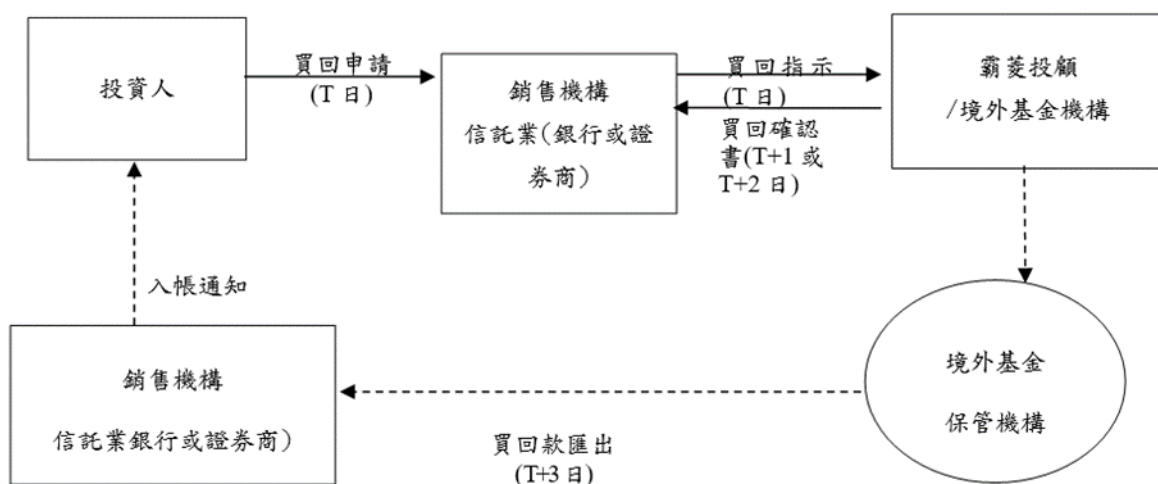 投資人
買回申請
(T 日)
銷售機構
信託業(銀行或證
券商)
買回指示
(T 日)
買回確認
書(T+1 或
T+2 日)
霸菱投顧
/境外基金機構
入帳通知
銷售機構
信託業銀行或證券商)
買回款匯出
(T+3 日)
境外基金
保管機構